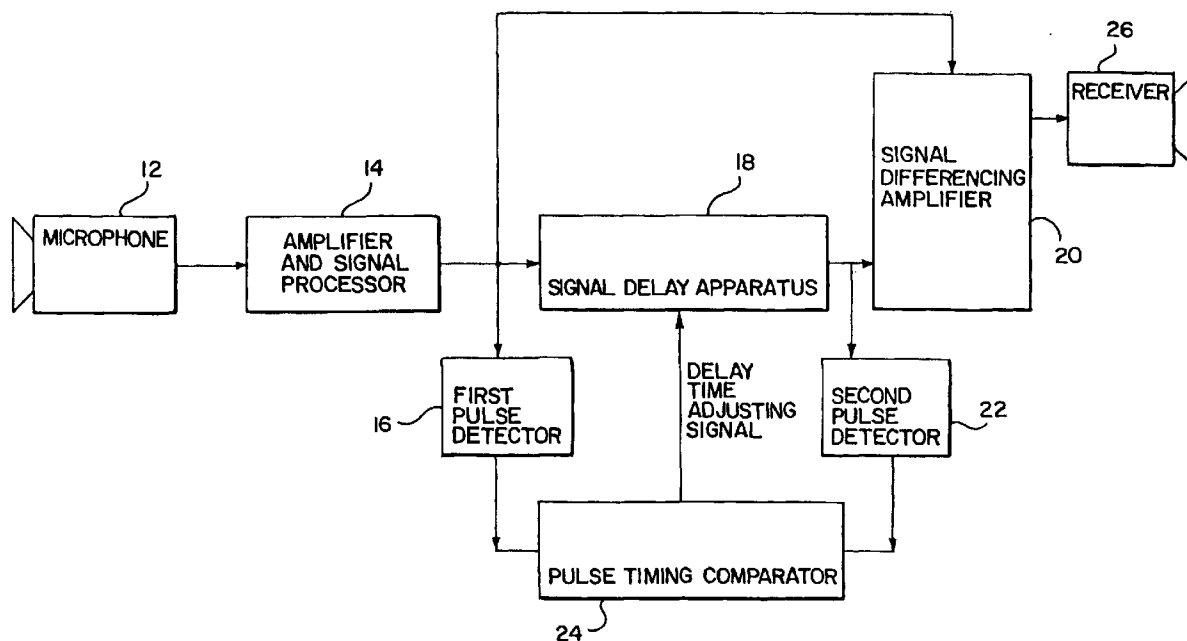 26
RECEIVER
12
MICROPHONE
14
AMPLIFIER
AND SIGNAL
PROCESSOR
18
SIGNAL DELAY APPARATUS
SIGNAL
DIFFERENCING
AMPLIFIER
20
16
FIRST
PULSE
DETECTOR
DELAY
TIME
ADJUSTING
SIGNAL
SECOND
PULSE
DETECTOR
22
PULSE TIMING COMPARATOR
24